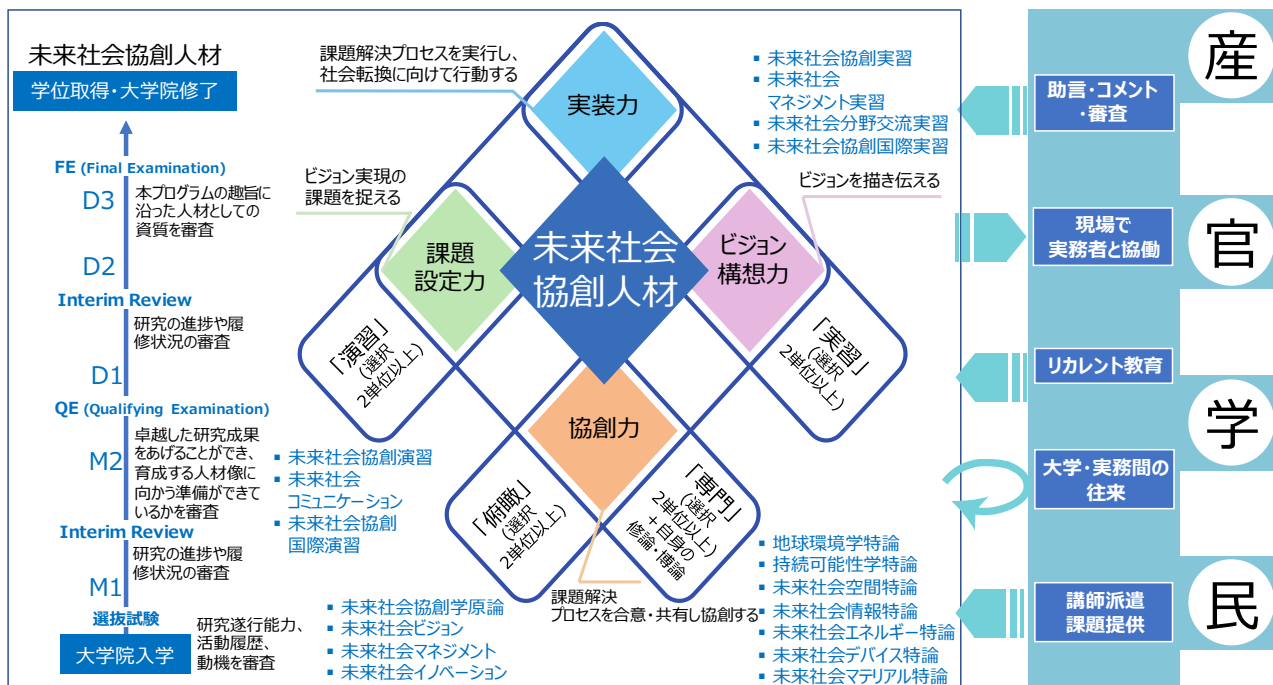 未来社会協創人材
学位取得・大学院修了
FE (Final Examination)
D3
本プログラムの趣旨に
沿った人材としての
資質を審査
D2
Interim Review
研究の進捗や履
修状況の審査
D1
QE (Qualifying Examination)
M2
卓越した研究成果
をあげることができ、
育成する人材像に
向かう準備ができて
いるかを審査
Interim Review
研究の進捗や履
修状況の審査
M1
選抜試験
大学院入学
研究遂行能力、
活動履歴、
動機を審査
課題解決プロセスを実行し、
社会転換に向けて行動する
実装力
ビジョン実現の
課題を捉える
課題
設定力
未来社会
協創人材
ビジョンを描き伝える
ビジョン
構想力
協創力
課題解決
プロセスを合意・共有し協創する
「演習」
(選択
2単位以上)
「実習」
(選択
2単位以上)
「俯瞰」
(選択
2単位以上)
「専門」
(選択
2単位以上)
+自身の
修論・博論
▪ 未来社会協創実習
▪ 未来社会
マネジメント実習
▪ 未来社会分野交流実習
▪ 未来社会協創国際実習
▪ 未来社会協創演習
▪ 未来社会
コミュニケーション
▪ 未来社会協創
国際演習
▪ 未来社会協創学原論
▪ 未来社会ビジョン
▪ 未来社会マネジメント
▪ 未来社会イノベーション
▪ 地球環境学特論
▪ 持続可能性学特論
▪ 未来社会空間特論
▪ 未来社会情報特論
▪ 未来社会エネルギー特論
▪ 未来社会デバイス特論
▪ 未来社会マテリアル特論
産
助言・コメント
・審査
官
現場で
実務者と協働
リカレント教育
学
大学・実務間の
往来
民
講師派遣
課題提供